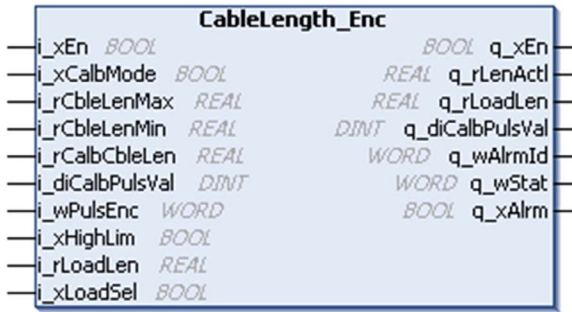 CableLength_Enc
i_xEn BOOL BOOL q_xEn
i_xCalbMode BOOL REAL q_rLenActl
i_rCbleLenMax REAL REAL q_rLoadLen
i_rCbleLenMin REAL DINT q_diCalbPulsVal
i_rCalbCbleLen REAL WORD q_wAlrmId
i_diCalbPulsVal DINT WORD q_wStat
i_wPulsEnc WORD BOOL q_xAlrm
i_xHighLim BOOL
i_rLoadLen REAL
i_xLoadSel BOOL